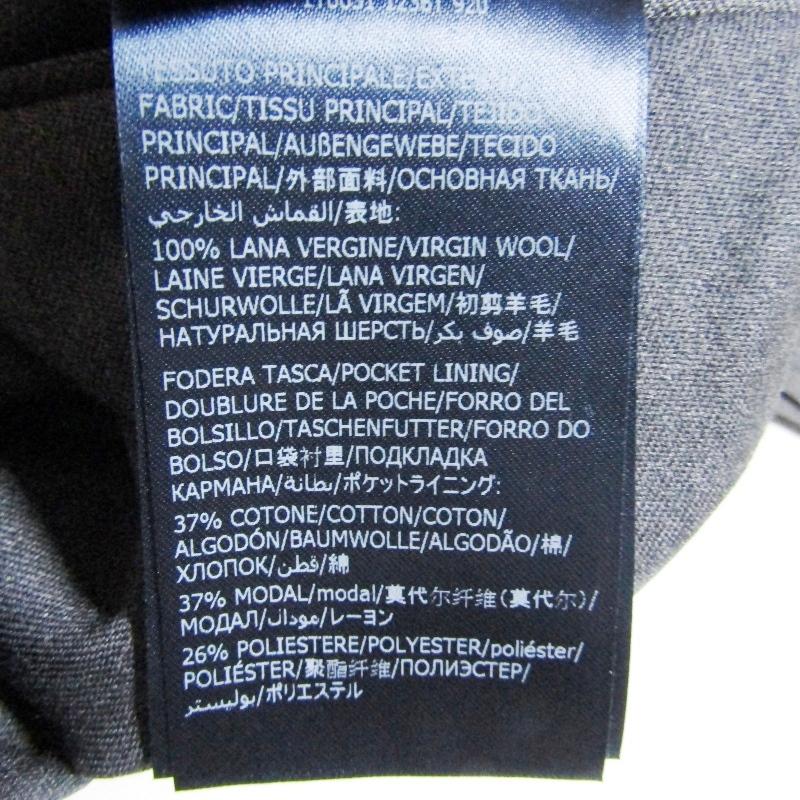 TESSUTO PRINCIPALE/EXTERNAL
FABRIC/TISSU PRINCIPAL/TEJIDO
PRINCIPAL/AUßENGEWEBE/TECIDO
PRINCIPAL/外部面料/ОСНОВНАЯ ТКАНЬ/
القماش الخارجي/表地:
100% LANA VERGINE/VIRGIN WOOL/
LAINE VIERGE/LANA VIRGEN/
SCHURWOLLE/LÃ VIRGEM/初剪羊毛/
НАТУРАЛЬНАЯ ШЕРСТЬ/صوف بكر/羊毛
FODERA TASCA/POCKET LINING/
DOUBLURE DE LA POCHE/FORRO DEL
BOLSILLO/TASCHENFUTTER/FORRO DO
BOLSO/口袋衬里/ПОДКЛАДКА
КАРМАНА/بطانة/ポケットライニング:
37% COTONE/COTTON/COTON/
ALGODÓN/BAUMWOLLE/ALGODÃO/棉/
ХЛОПОК/قطن/綿
37% MODAL/modal/莫代尔纤维(莫代尔)/
МОДАЛ/مودال/レーヨン
26% POLIESTERE/POLYESTER/poliéster/
POLIÉSTER/聚酯纤维/ПОЛИЭСТЕР/
بوليستر/ポリエステル